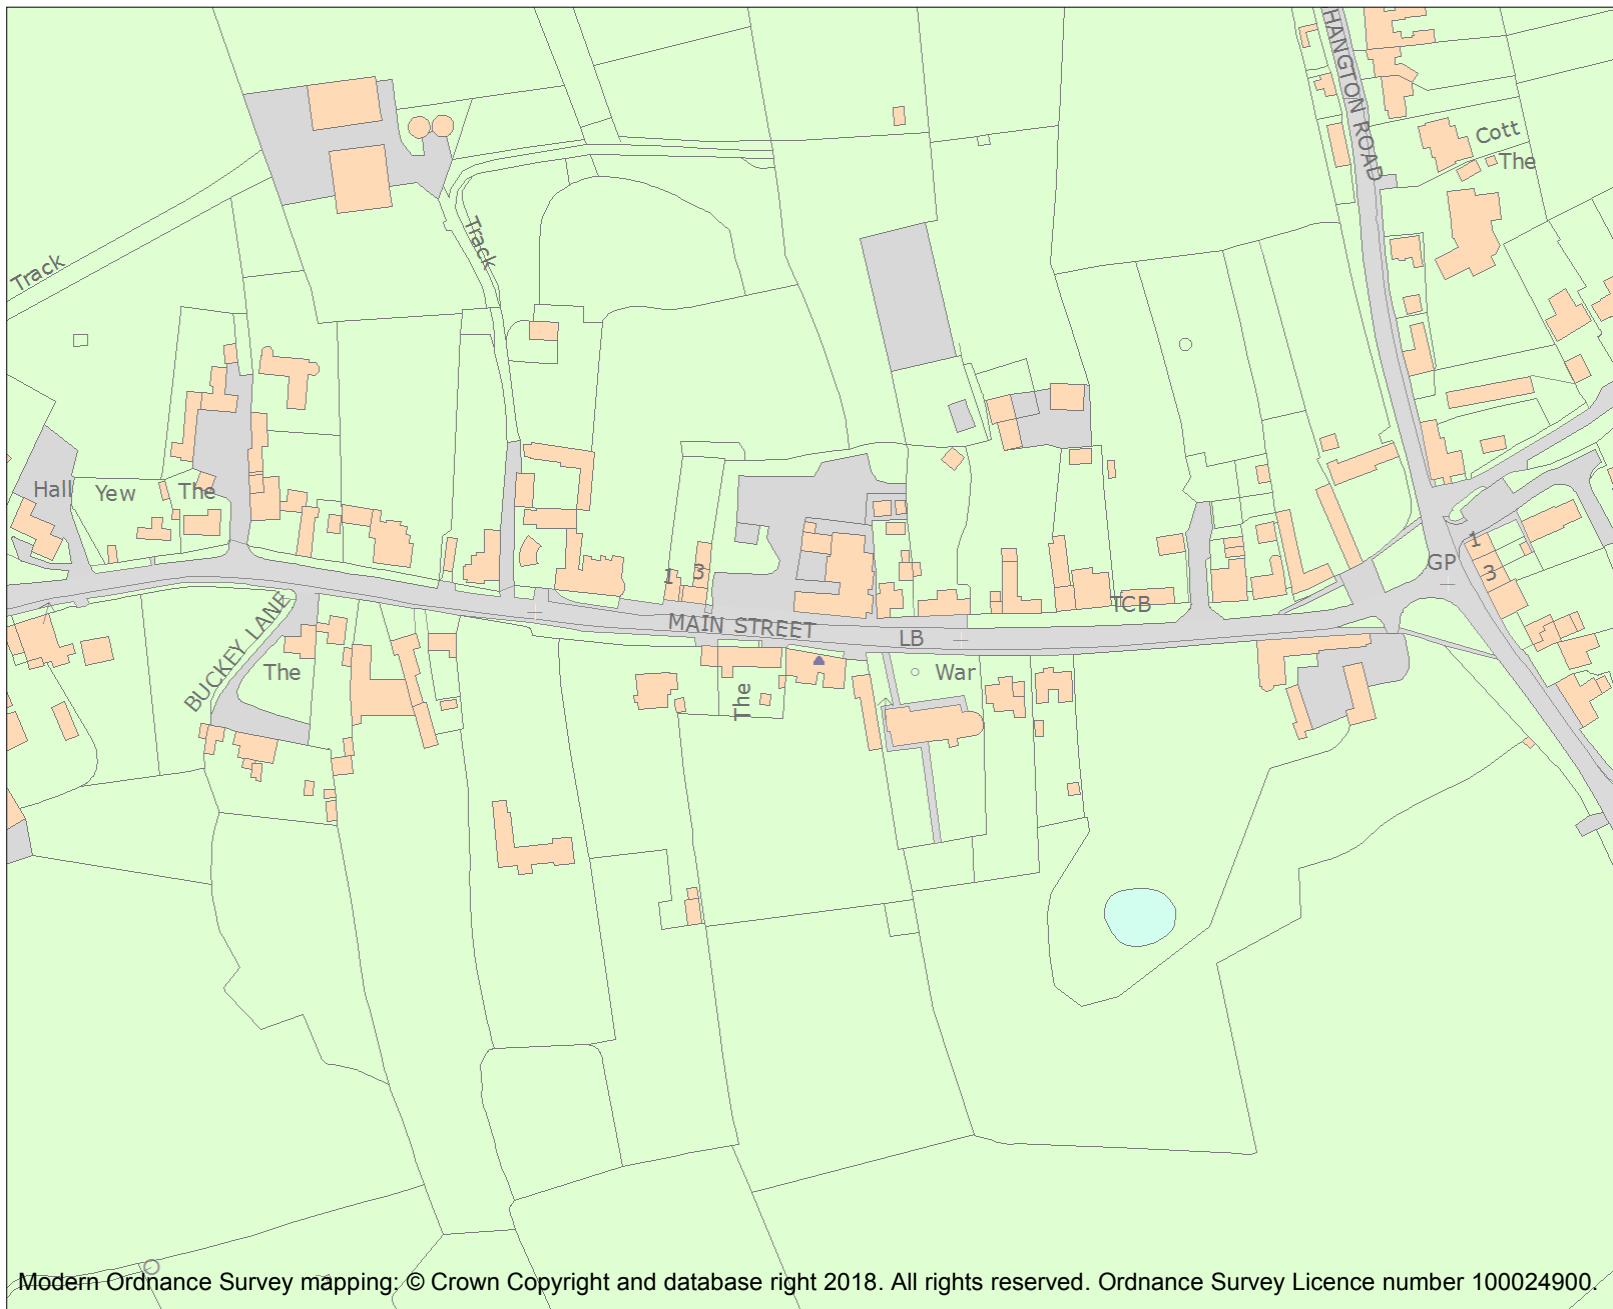 HANGTON ROAD
Cott
The
Track
Track
Hall
Yew
The
1
3
GP
1
3
TCB
MAIN STREET
LB
BUCKEY LANE
The
The
War
Modern Ordnance Survey mapping: © Crown Copyright and database right 2018. All rights reserved. Ordnance Survey Licence number 100024900.